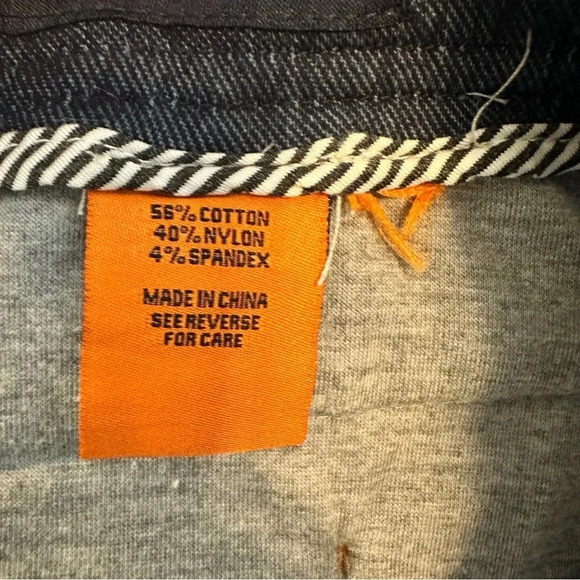 56% COTTON
40% NYLON
4% SPANDEX
MADE IN CHINA
SEE REVERSE
FOR CARE